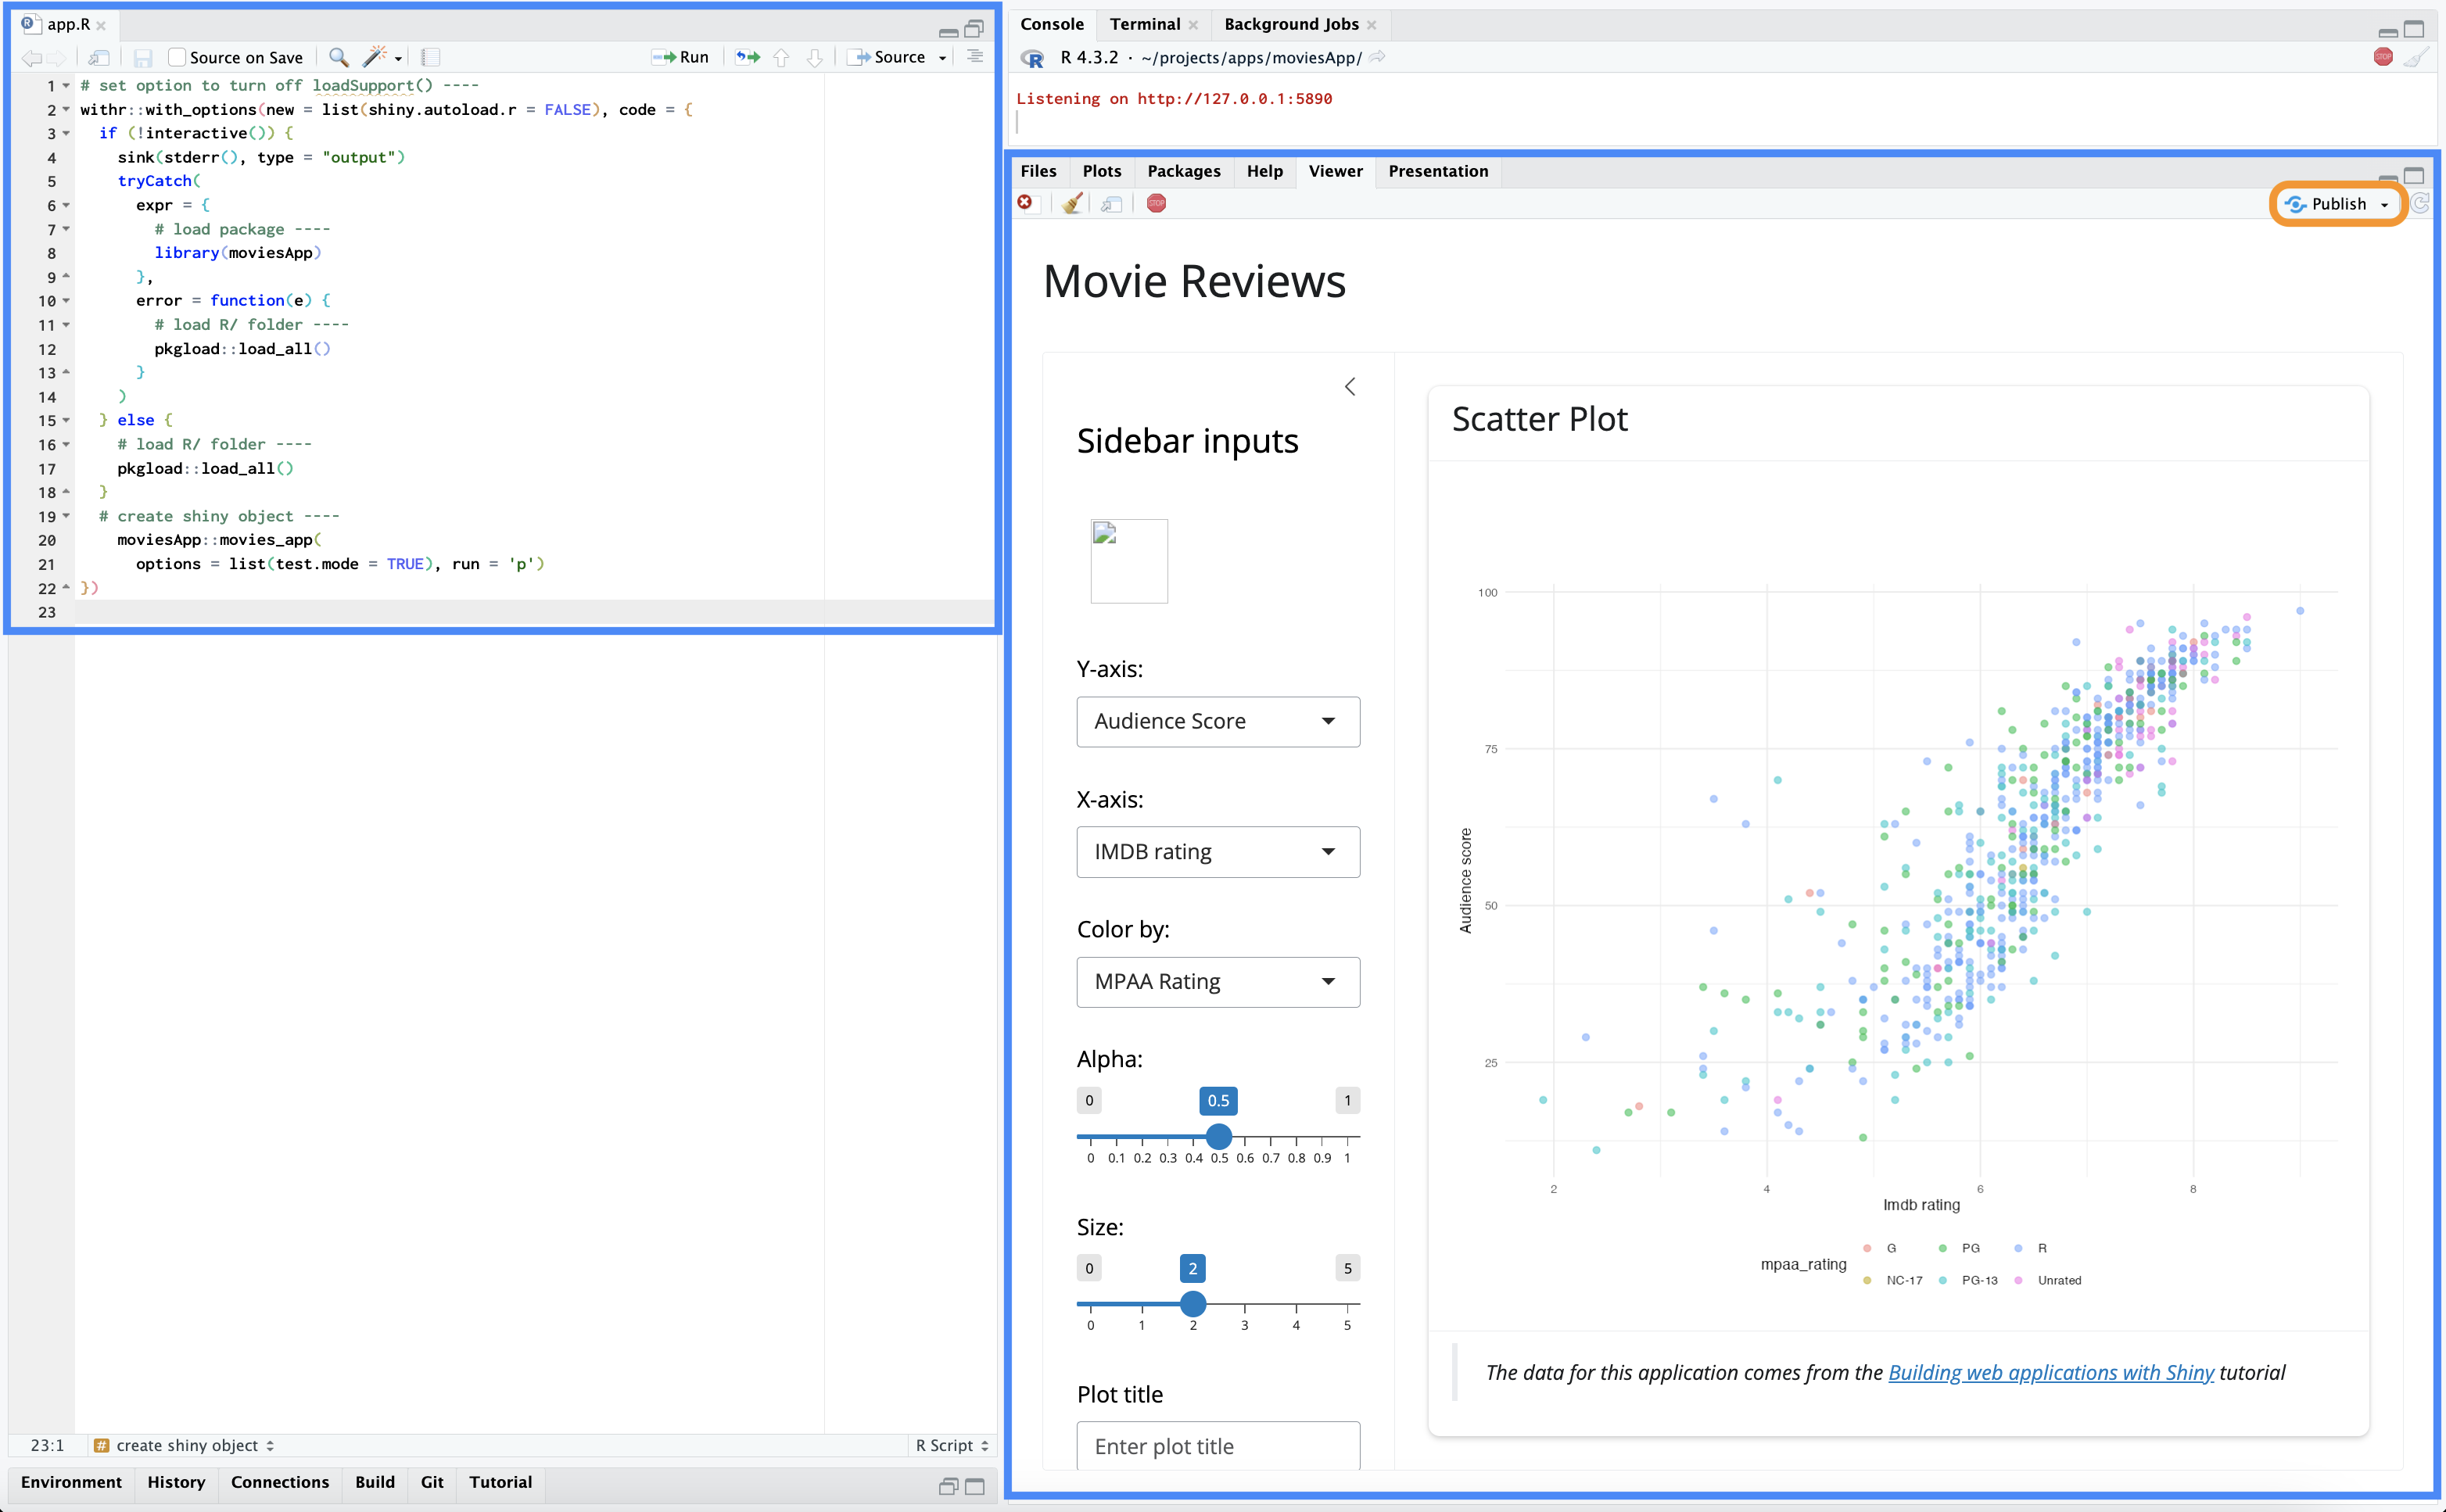 app.R
Source on Save
Run
Source
1 # set option to turn off loadSupport() ----
2 withr::with_options(new = list(shiny.autoload.r = FALSE), code = {
3   if (!interactive()) {
4     sink(stderr(), type = "output")
5     tryCatch(
6       expr = {
7         # load package ----
8         library(moviesApp)
9       },
10       error = function(e) {
11         # load R/ folder ----
12         pkgload::load_all()
13       }
14     )
15   } else {
16     # load R/ folder ----
17     pkgload::load_all()
18   }
19   # create shiny object ----
20     moviesApp::movies_app(
21       options = list(test.mode = TRUE), run = 'p')
22 })
23
23:1 # create shiny object R Script
Environment History Connections Build Git Tutorial
Console Terminal Background Jobs
R 4.3.2 · ~/projects/apps/moviesApp/
STOP
Listening on http://127.0.0.1:5890
Files Plots Packages Help Viewer Presentation
STOP
Publish
Movie Reviews
Sidebar inputs
Y-axis:
Audience Score
X-axis:
IMDB rating
Color by:
MPAA Rating
Alpha:
0 0.5 1
0 0.1 0.2 0.3 0.4 0.5 0.6 0.7 0.8 0.9 1
Size:
0 2 5
0 1 2 3 4 5
Plot title
Enter plot title
Scatter Plot
100
75
50
25
Audience score
2 4 6 8
Imdb rating
mpaa_rating
G PG R
NC-17 PG-13 Unrated
The data for this application comes from the Building web applications with Shiny tutorial